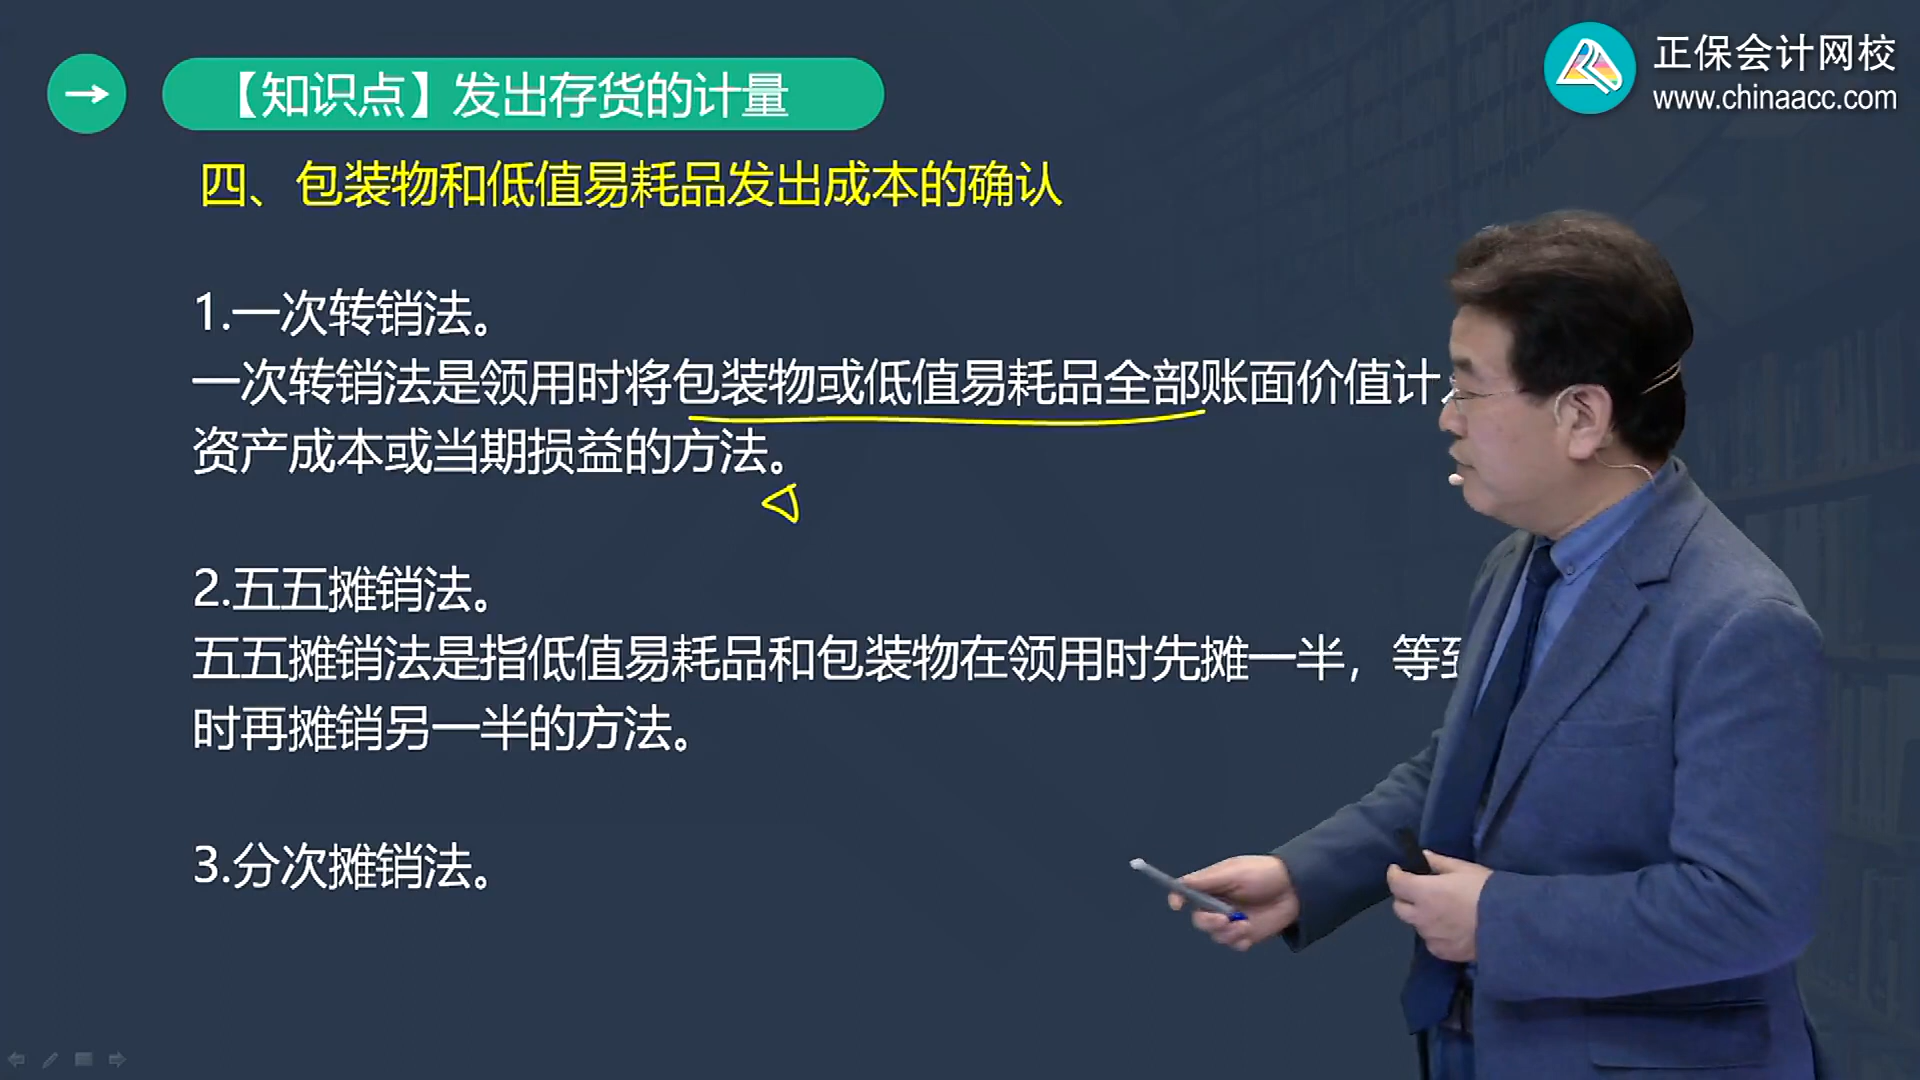 正保会计网校
www.chinaacc.com
【知识点】发出存货的计量
四、包装物和低值易耗品发出成本的确认
1.一次转销法。
一次转销法是领用时将包装物或低值易耗品全部账面价值计
资产成本或当期损益的方法。
2.五五摊销法。
五五摊销法是指低值易耗品和包装物在领用时先摊一半，等
时再摊销另一半的方法。
3.分次摊销法。